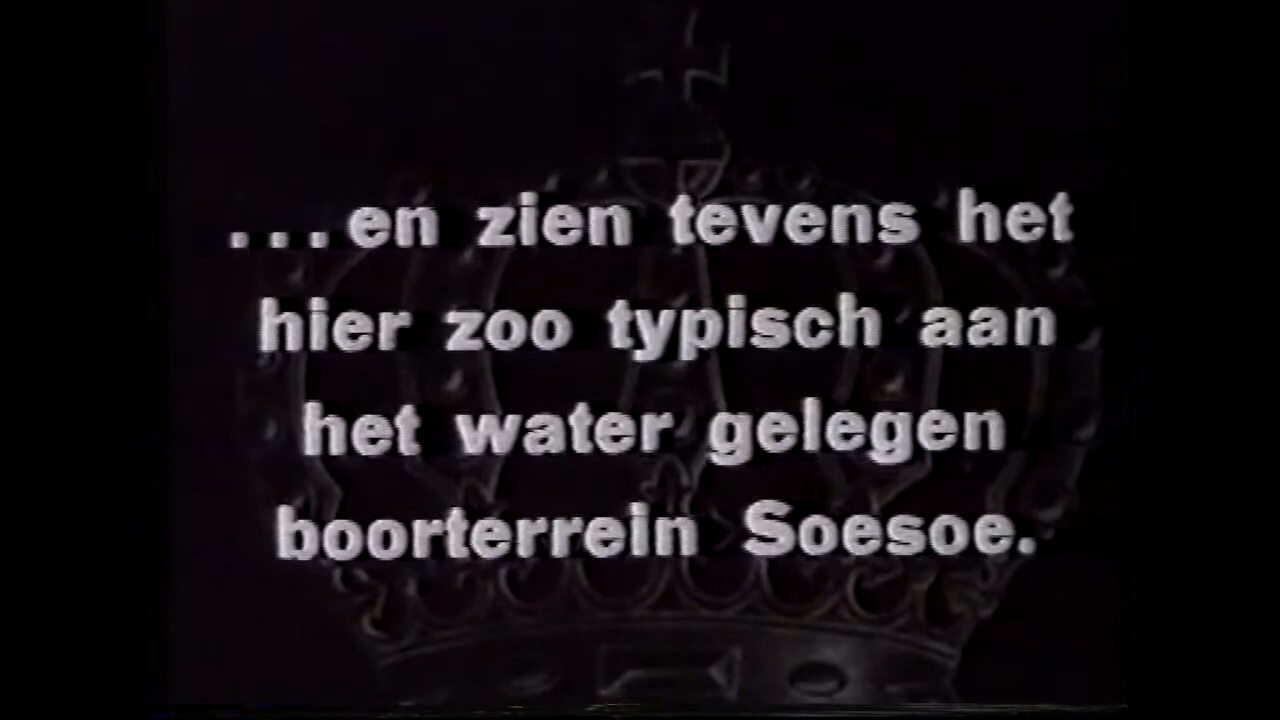 ...en zien tevens het
hier zoo typisch aan
het water gelegen
boorterrein Soesoe.